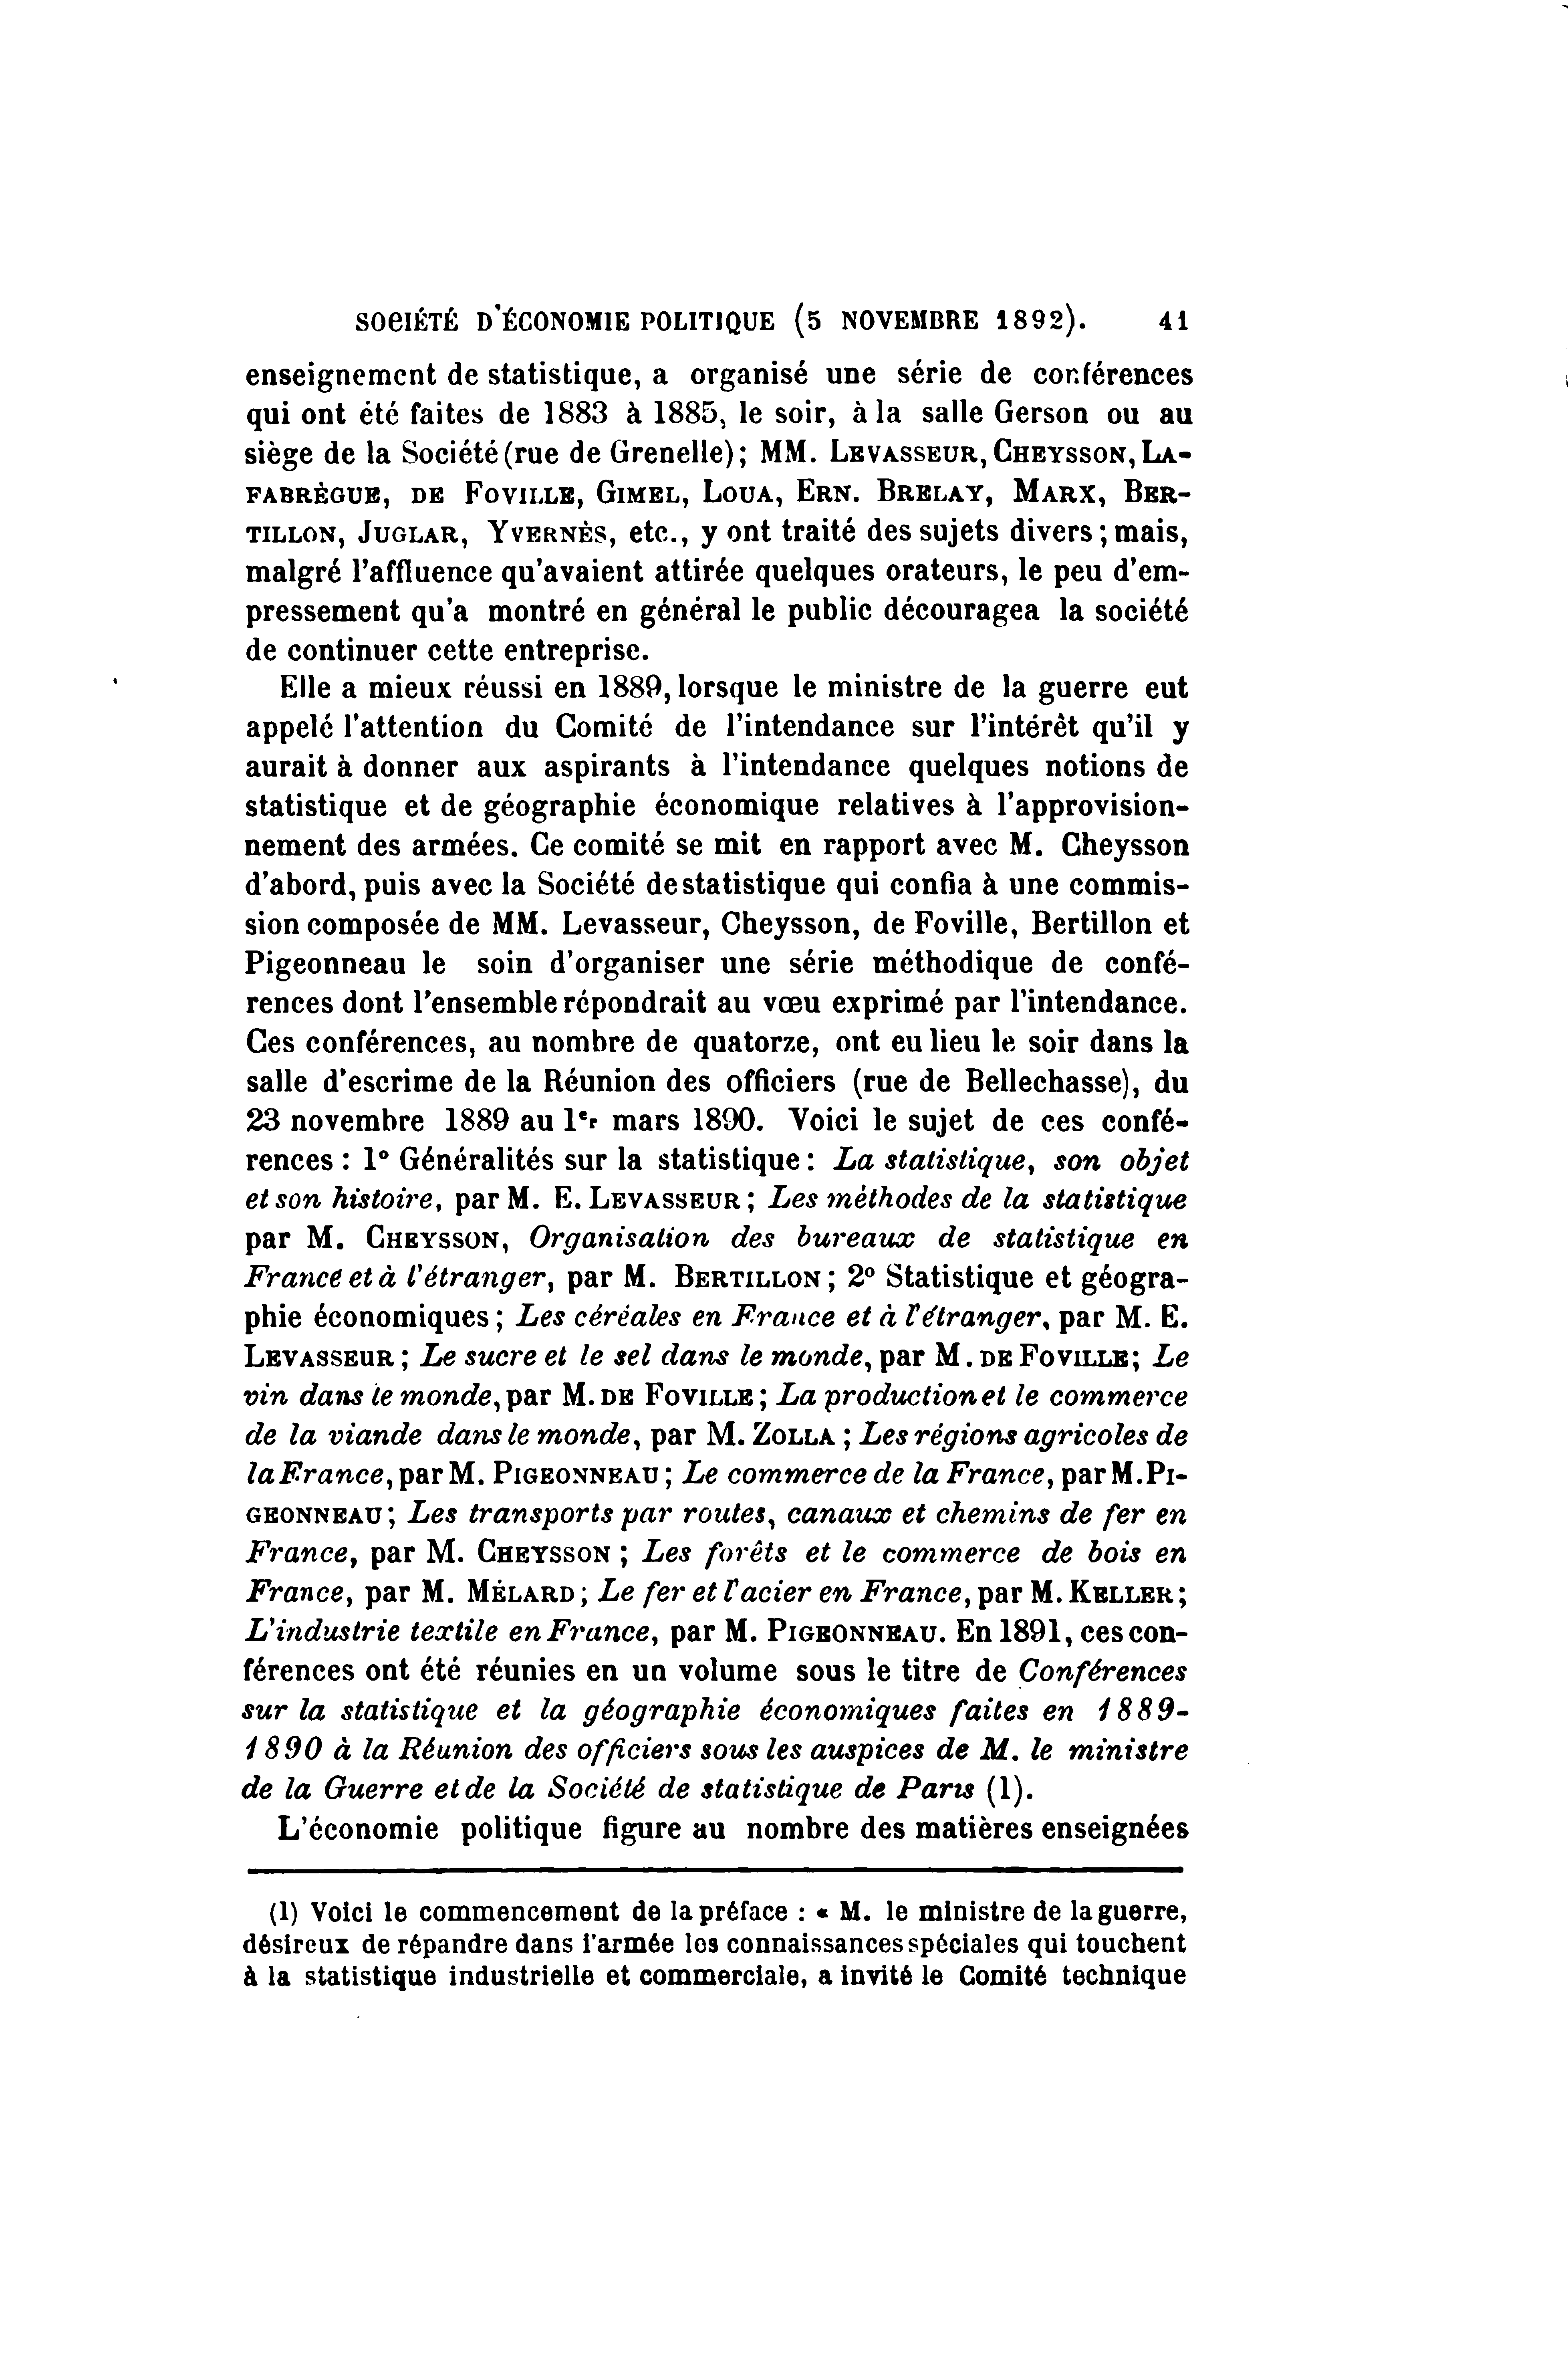 SOCIÉTÉ D'ÉCONOMIE POLITIQUE (5 NOVEMBRE 1892). 41
enseignement de statistique, a organisé une série de conférences
qui ont été faites de 1883 à 1885, le soir, à la salle Gerson ou au
siège de la Société (rue de Grenelle); MM. LEVASSEUR, CHEYSSON, LA-
FABRÈGUE, DE FOVILLE, GIMEL, LOUA, ERN. BRELAY, MARX, BER-
TILLON, JUGLAR, YVERNÈS, etc., y ont traité des sujets divers ; mais,
malgré l'affluence qu'avaient attirée quelques orateurs, le peu d'em-
pressement qu'a montré en général le public découragea la société
de continuer cette entreprise.
Elle a mieux réussi en 1889, lorsque le ministre de la guerre eut
appelé l'attention du Comité de l'intendance sur l'intérêt qu'il y
aurait à donner aux aspirants à l'intendance quelques notions de
statistique et de géographie économique relatives à l'approvision-
nement des armées. Ce comité se mit en rapport avec M. Cheysson
d'abord, puis avec la Société de statistique qui confia à une commis-
sion composée de MM. Levasseur, Cheysson, de Foville, Bertillon et
Pigeonneau le soin d'organiser une série méthodique de confé-
rences dont l'ensemble répondrait au vœu exprimé par l'intendance.
Ces conférences, au nombre de quatorze, ont eu lieu le soir dans la
salle d'escrime de la Réunion des officiers (rue de Bellechasse), du
23 novembre 1889 au 1er mars 1890. Voici le sujet de ces confé-
rences : 1° Généralités sur la statistique : La statistique, son objet
et son histoire, par M. E. LEVASSEUR ; Les méthodes de la statistique
par M. CHEYSSON, Organisation des bureaux de statistique en
France et à l'étranger, par M. BERTILLON ; 2° Statistique et géogra-
phie économiques ; Les céréales en France et à l'étranger, par M. E.
LEVASSEUR ; Le sucre et le sel dans le monde, par M. DE FOVILLE; Le
vin dans le monde, par M. DE FOVILLE ; La production et le commerce
de la viande dans le monde, par M. ZOLLA ; Les régions agricoles de
la France, par M. PIGEONNEAU ; Le commerce de la France, par M. PI-
GEONNEAU ; Les transports par routes, canaux et chemins de fer en
France, par M. CHEYSSON ; Les forêts et le commerce de bois en
France, par M. MÉLARD ; Le fer et l'acier en France, par M. KELLER ;
L'industrie textile en France, par M. PIGEONNEAU. En 1891, ces con-
férences ont été réunies en un volume sous le titre de Conférences
sur la statistique et la géographie économiques faites en 1889-
1890 à la Réunion des officiers sous les auspices de M. le ministre
de la Guerre et de la Société de statistique de Paris (1).
L'économie politique figure au nombre des matières enseignées
(1) Voici le commencement de la préface : « M. le ministre de la guerre,
désireux de répandre dans l'armée les connaissances spéciales qui touchent
à la statistique industrielle et commerciale, a invité le Comité technique